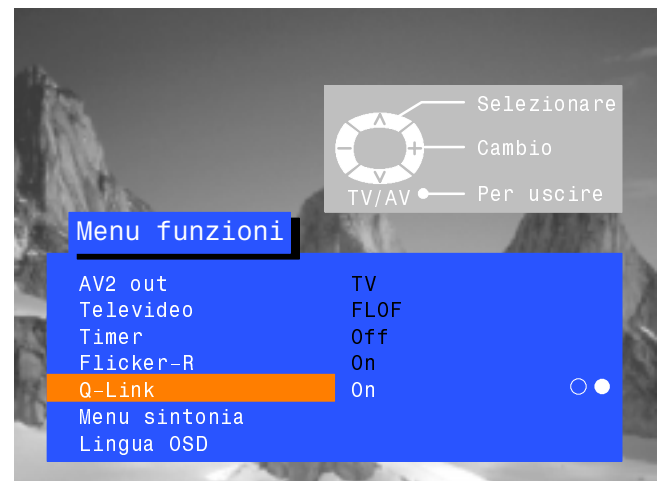 Selezionare
- + Cambio
TV/AV Per uscire
Menu funzioni
AV2 out TV
Televideo FLOF
Timer Off
Flicker-R On
Q-Link On
Menu sintonia
Lingua OSD